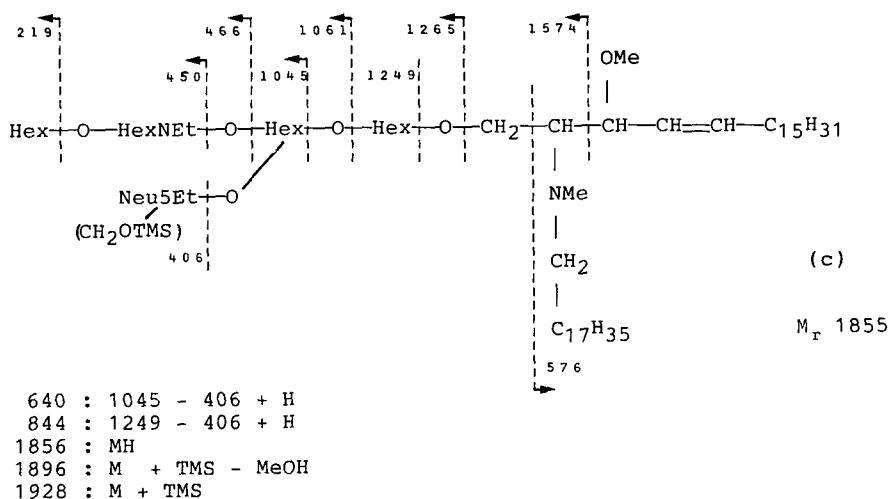 219 466 1061 1265 1574
450 1045 1249 OMe
Hex—O—HexNEt—O—Hex—O—Hex—O—CH2—CH—CH—CH=CH—C15H31
Neu5Et—O NMe
(CH2OTMS)
406 CH2 (c)
C17H35 Mr 1855
576
640 : 1045 - 406 + H
844 : 1249 - 406 + H
1856 : MH
1896 : M + TMS - MeOH
1928 : M + TMS